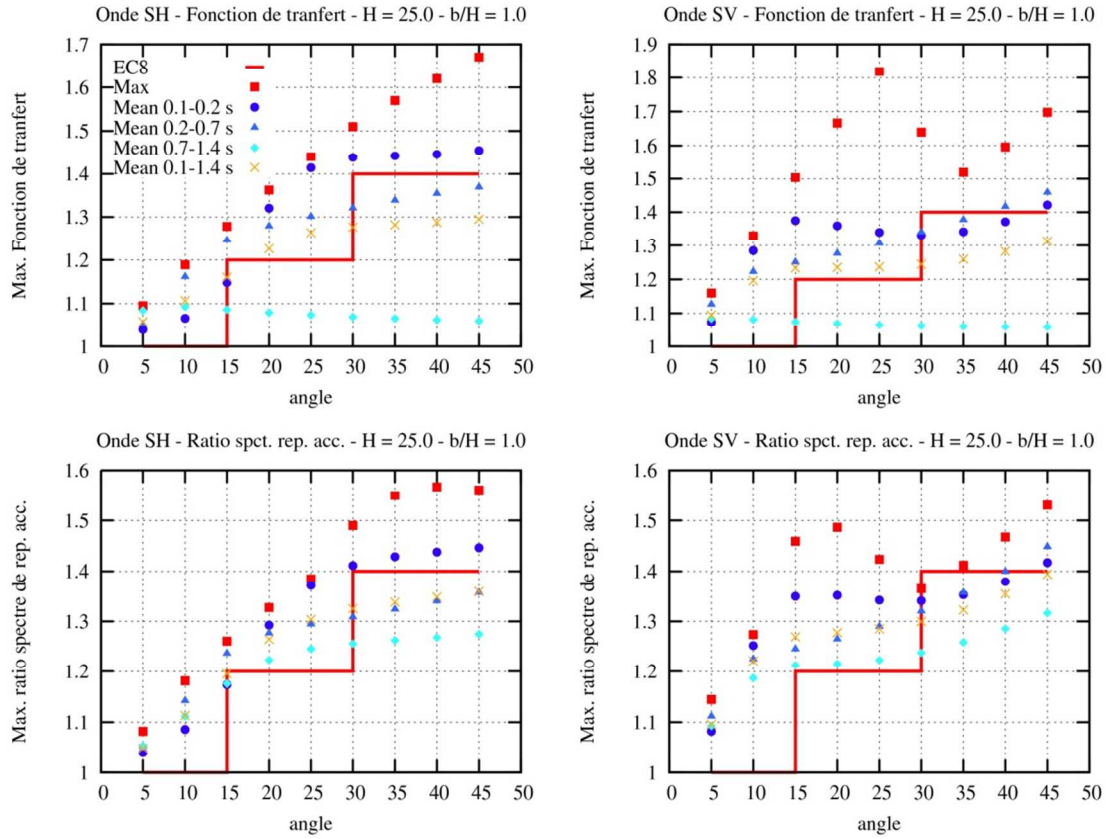 Onde SH - Fonction de tranfert - H = 25.0 - b/H = 1.0
Max. Fonction de tranfert
1.7
1.6
1.5
1.4
1.3
1.2
1.1
1
EC8
Max
Mean 0.1-0.2 s
Mean 0.2-0.7 s
Mean 0.7-1.4 s
Mean 0.1-1.4 s
0 5 10 15 20 25 30 35 40 45 50
angle
Onde SV - Fonction de tranfert - H = 25.0 - b/H = 1.0
Max. Fonction de tranfert
1.9
1.8
1.7
1.6
1.5
1.4
1.3
1.2
1.1
1
0 5 10 15 20 25 30 35 40 45 50
angle
Onde SH - Ratio spct. rep. acc. - H = 25.0 - b/H = 1.0
Max. ratio spectre de rep. acc.
1.6
1.5
1.4
1.3
1.2
1.1
1
0 5 10 15 20 25 30 35 40 45 50
angle
Onde SV - Ratio spct. rep. acc. - H = 25.0 - b/H = 1.0
Max. ratio spectre de rep. acc.
1.6
1.5
1.4
1.3
1.2
1.1
1
0 5 10 15 20 25 30 35 40 45 50
angle